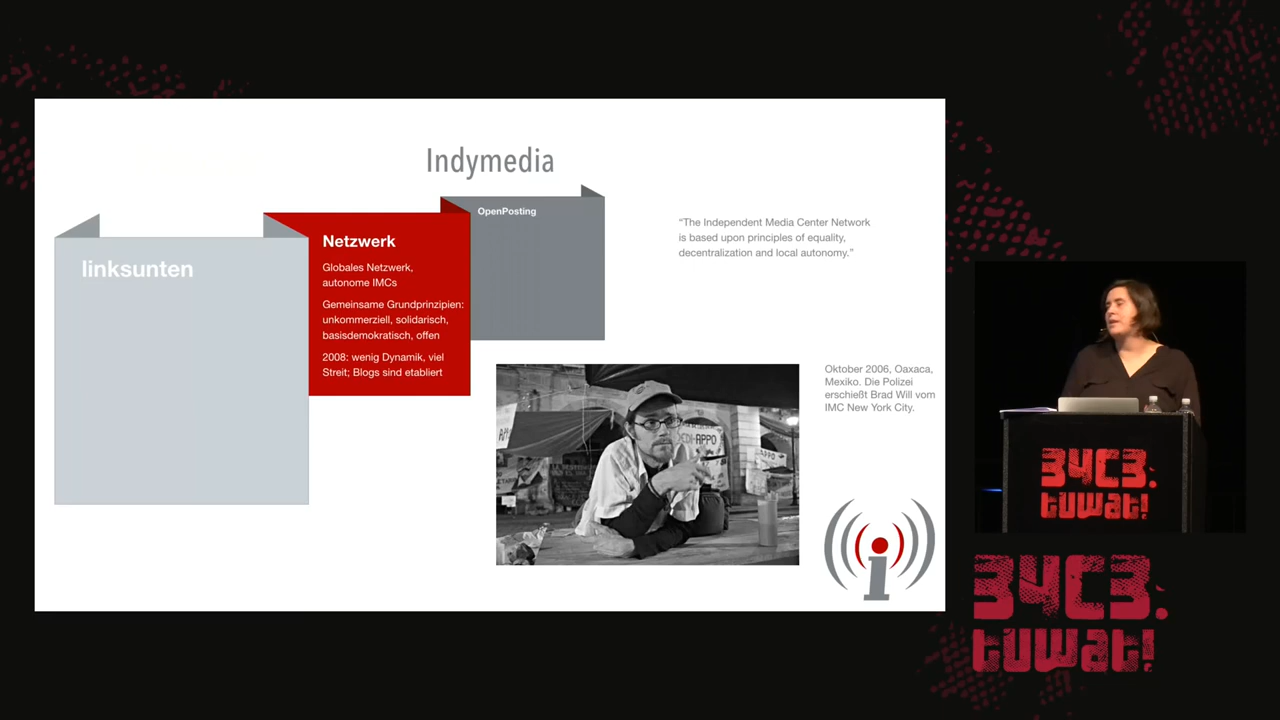 Indymedia
linksunten
Netzwerk
Globales Netzwerk,
autonome IMCs
Gemeinsame Grundprinzipien:
unkommerziell, solidarisch,
basisdemokratisch, offen
2008: wenig Dynamik, viel
Streit; Blogs sind etabliert
OpenPosting
“The Independent Media Center Network
is based upon principles of equality,
decentralization and local autonomy.”
Oktober 2006, Oaxaca,
Mexiko. Die Polizei
erschießt Brad Will vom
IMC New York City.
APPO
i
34C3.
tuwat!
34C3.
tuwat!